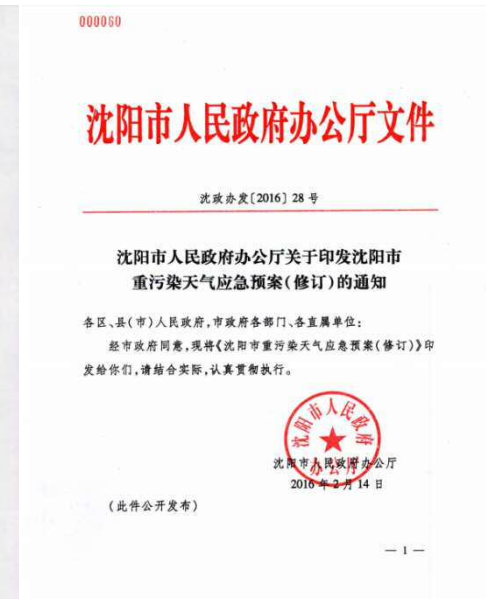 000060
沈阳市人民政府办公厅文件
沈政办发〔2016〕28号
沈阳市人民政府办公厅关于印发沈阳市
重污染天气应急预案(修订)的通知
各区、县(市)人民政府,市政府各部门、各直属单位:
经市政府同意,现将《沈阳市重污染天气应急预案(修订)》印
发给你们,请结合实际,认真贯彻执行。
沈阳市人民政府
办公厅
沈阳市人民政府办公厅
2016年2月14日
(此件公开发布)
— 1 —